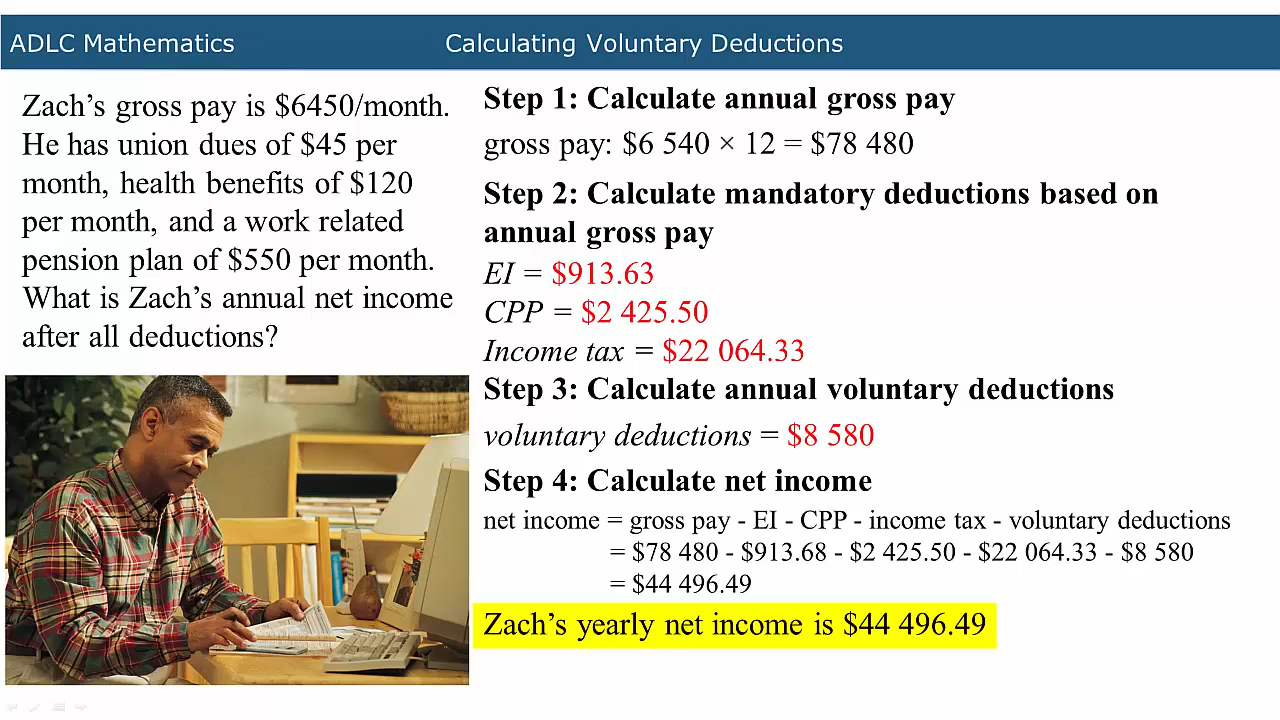 ADLC Mathematics
Calculating Voluntary Deductions
Zach's gross pay is $6450/month.
He has union dues of $45 per
month, health benefits of $120
per month, and a work related
pension plan of $550 per month.
What is Zach's annual net income
after all deductions?
Step 1: Calculate annual gross pay
gross pay: $6 540 × 12 = $78 480
Step 2: Calculate mandatory deductions based on
annual gross pay
EI = $913.63
CPP = $2 425.50
Income tax = $22 064.33
Step 3: Calculate annual voluntary deductions
voluntary deductions = $8 580
Step 4: Calculate net income
net income = gross pay - EI - CPP - income tax - voluntary deductions
= $78 480 - $913.68 - $2 425.50 - $22 064.33 - $8 580
= $44 496.49
Zach's yearly net income is $44 496.49